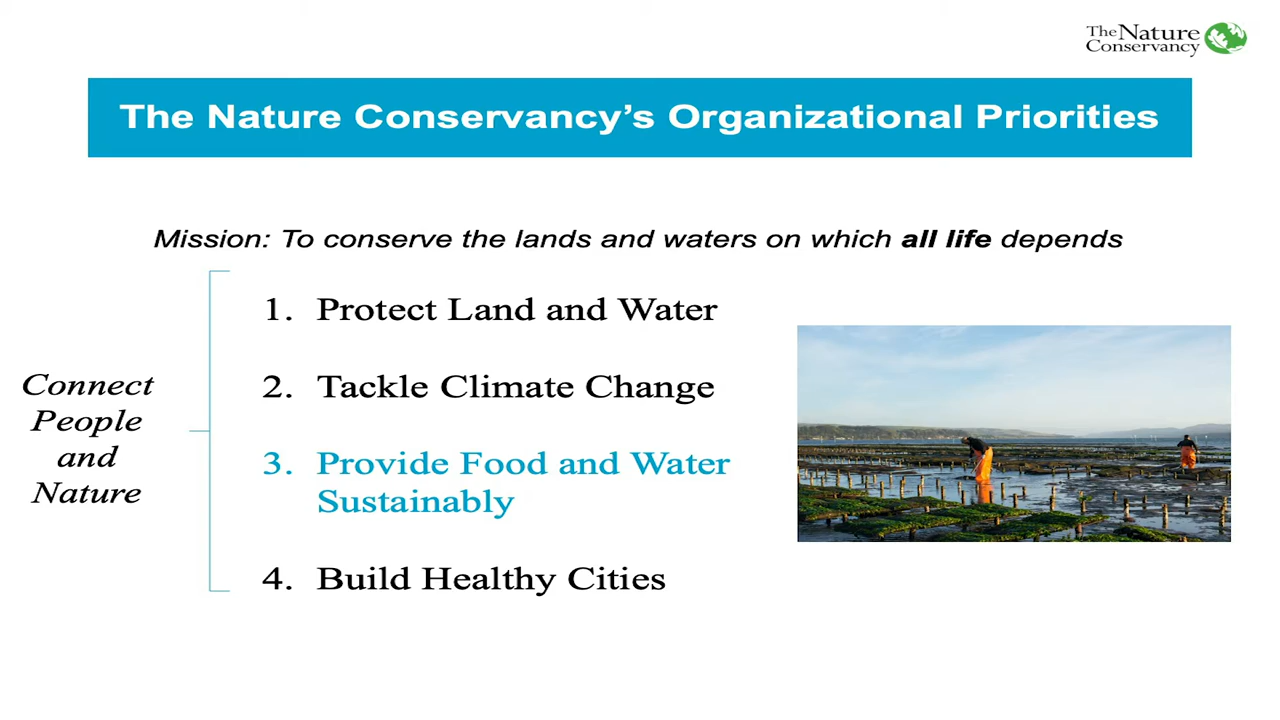 The Nature
Conservancy
The Nature Conservancy’s Organizational Priorities
Mission: To conserve the lands and waters on which all life depends
Connect
People
and
Nature
1. Protect Land and Water
2. Tackle Climate Change
3. Provide Food and Water
Sustainably
4. Build Healthy Cities